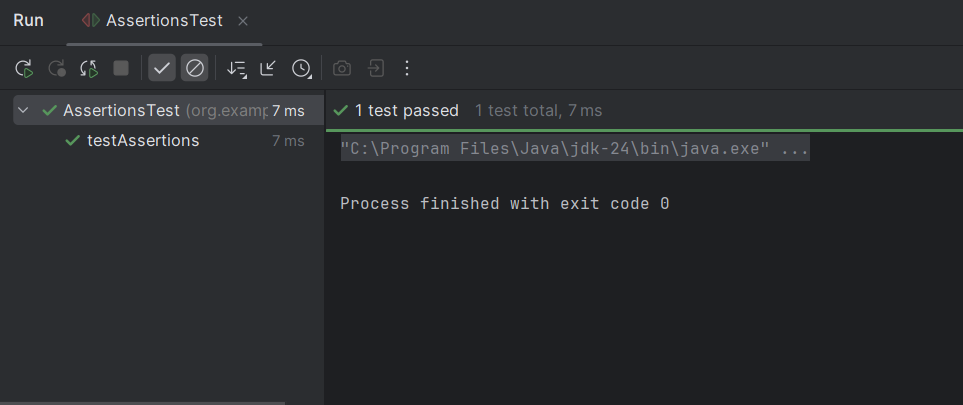 Run AssertionsTest
AssertionsTest (org.examp 7 ms
testAssertions 7 ms
1 test passed 1 test total, 7 ms
"C:\Program Files\Java\jdk-24\bin\java.exe" ...
Process finished with exit code 0